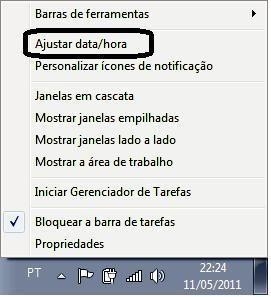 Barras de ferramentas
Ajustar data/hora
Personalizar ícones de notificação
Janelas em cascata
Mostrar janelas empilhadas
Mostrar janelas lado a lado
Mostrar a área de trabalho
Iniciar Gerenciador de Tarefas
Bloquear a barra de tarefas
Propriedades
PT
22:24
11/05/2011